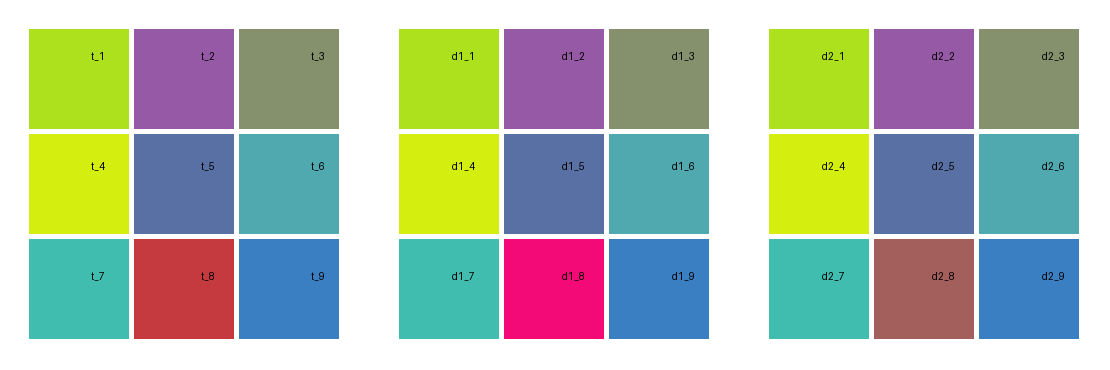 t_1 t_2 t_3 d1_1 d1_2 d1_3 d2_1 d2_2 d2_3
t_4 t_5 t_6 d1_4 d1_5 d1_6 d2_4 d2_5 d2_6
t_7 t_8 t_9 d1_7 d1_8 d1_9 d2_7 d2_8 d2_9